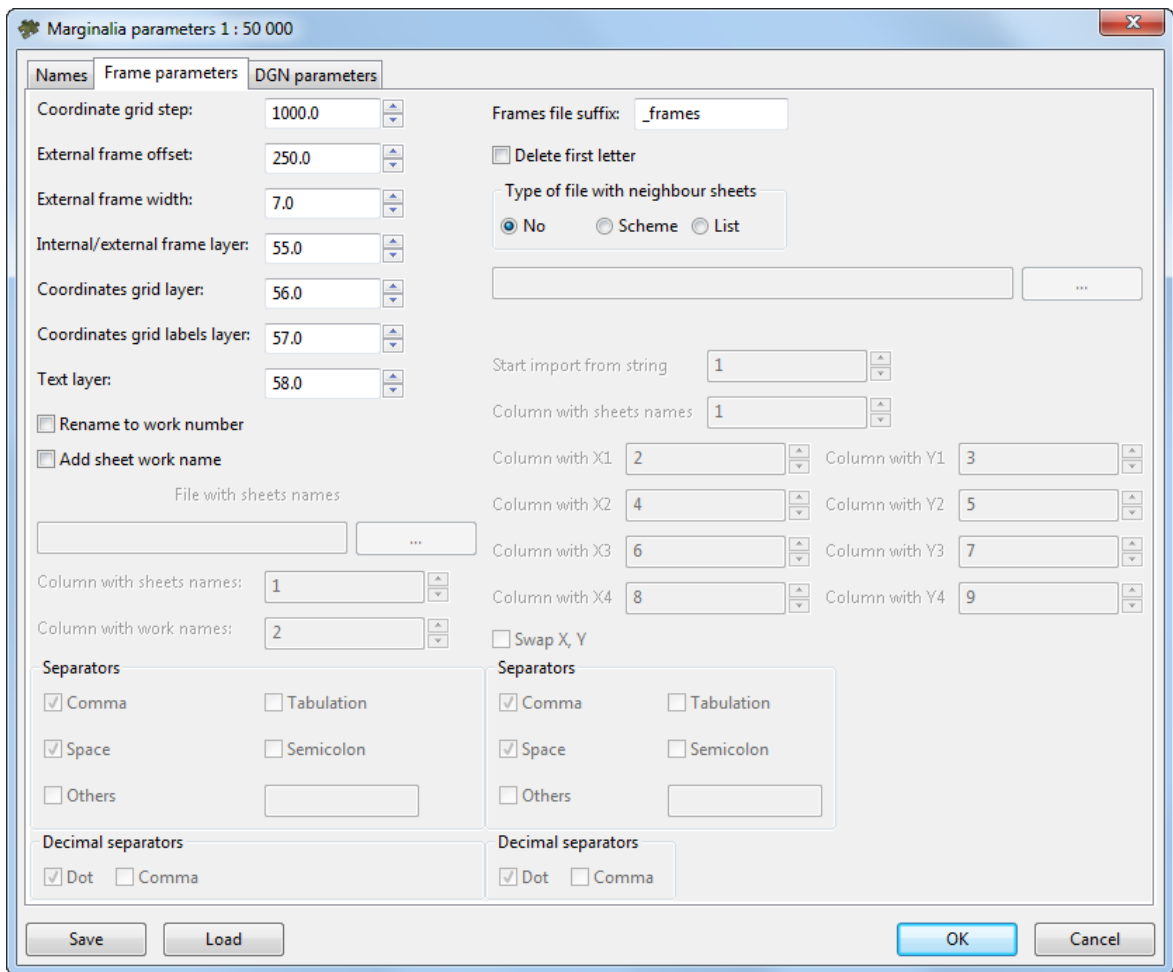 Marginalia parameters 1 : 50 000
Names Frame parameters DGN parameters
Coordinate grid step: 1000.0
External frame offset: 250.0
External frame width: 7.0
Internal/external frame layer: 55.0
Coordinates grid layer: 56.0
Coordinates grid labels layer: 57.0
Text layer: 58.0
Rename to work number
Add sheet work name
File with sheets names
...
Column with sheets names: 1
Column with work names: 2
Separators
Comma Tabulation
Space Semicolon
Others
Decimal separators
Dot Comma
Frames file suffix: _frames
Delete first letter
Type of file with neighbour sheets
No Scheme List
...
Start import from string 1
Column with sheets names 1
Column with X1 2 Column with Y1 3
Column with X2 4 Column with Y2 5
Column with X3 6 Column with Y3 7
Column with X4 8 Column with Y4 9
Swap X, Y
Separators
Comma Tabulation
Space Semicolon
Others
Decimal separators
Dot Comma
Save Load OK Cancel